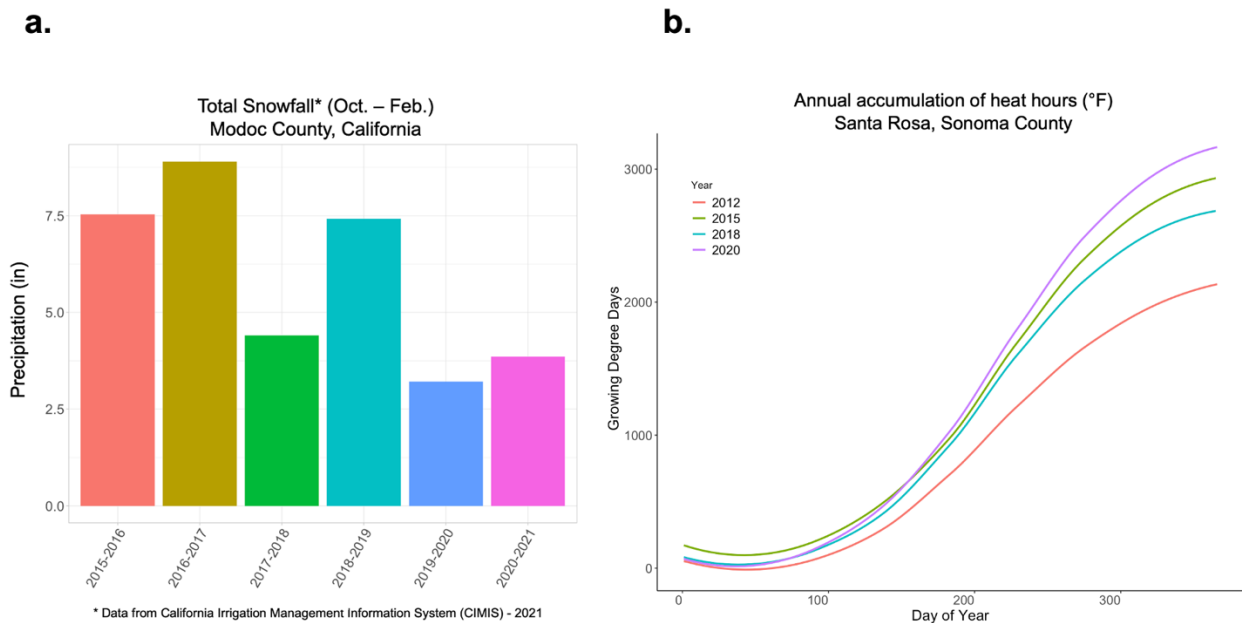 a.
Total Snowfall* (Oct. – Feb.)
Modoc County, California
Precipitation (in)
7.5
5.0
2.5
0.0
2015-2016
2016-2017
2017-2018
2018-2019
2019-2020
2020-2021
* Data from California Irrigation Management Information System (CIMIS) - 2021
b.
Annual accumulation of heat hours (°F)
Santa Rosa, Sonoma County
Growing Degree Days
3000
2000
1000
0
Year
2012
2015
2018
2020
0
100
200
300
Day of Year